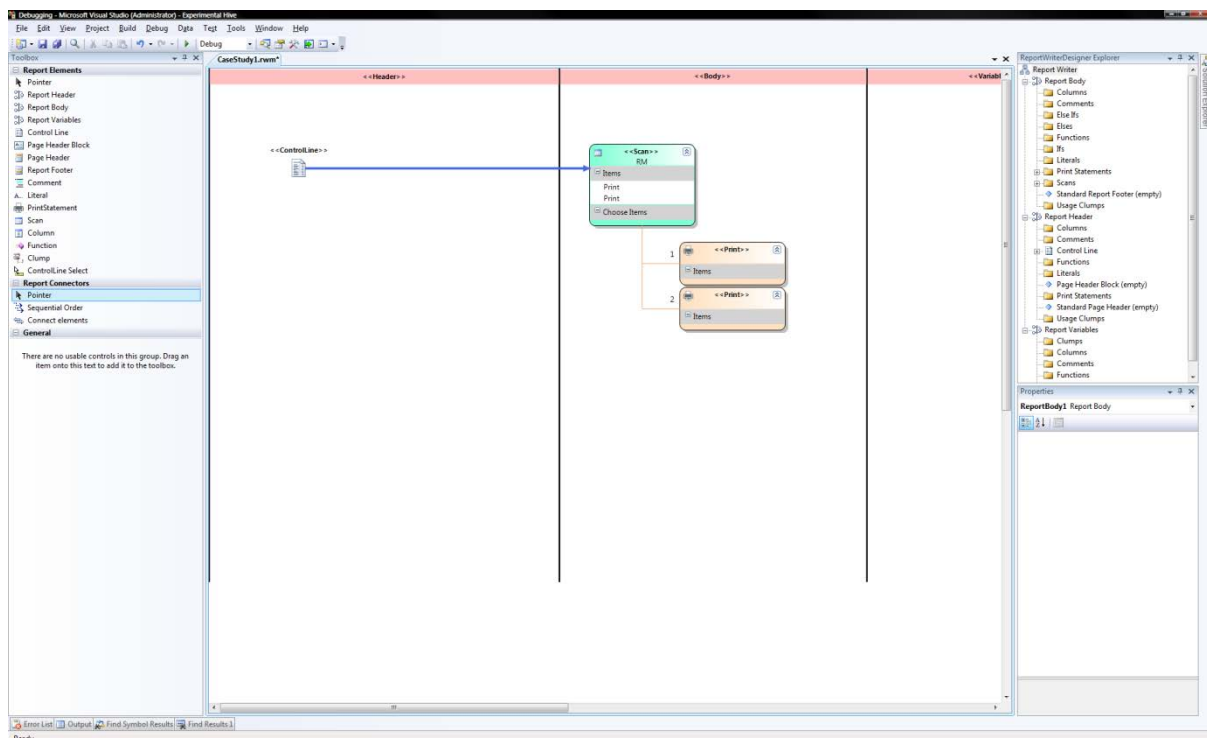 Debugging - Microsoft Visual Studio (Administrator) - Experimental Hive
File Edit View Project Build Debug Data Test Tools Window Help
Debug
Toolbox
Report Elements
Pointer
Report Header
Report Body
Report Variables
Control Line
Page Header Block
Page Header
Report Footer
Comment
Literal
PrintStatement
Scan
Column
Function
Clump
ControlLine Select
Report Connectors
Pointer
Sequential Order
Connect elements
General
There are no usable controls in this group. Drag an
item onto this text to add it to the toolbox.
CaseStudy1.rwm*
<<Header>>
<<Body>>
<<Variabl
<<ControlLine>>
<<Scan>>
RM
Items
Print
Print
Choose Items
1
<<Print>>
Items
2
<<Print>>
Items
ReportWriterDesigner Explorer
Report Writer
Report Body
Columns
Comments
Else Ifs
Elses
Functions
Ifs
Literals
Print Statements
Scans
Standard Report Footer (empty)
Usage Clumps
Report Header
Columns
Comments
Control Line
Functions
Literals
Page Header Block (empty)
Print Statements
Standard Page Header (empty)
Usage Clumps
Report Variables
Clumps
Columns
Comments
Functions
Solution Explorer
Properties
ReportBody1 Report Body
Error List Output Find Symbol Results Find Results 1
Ready